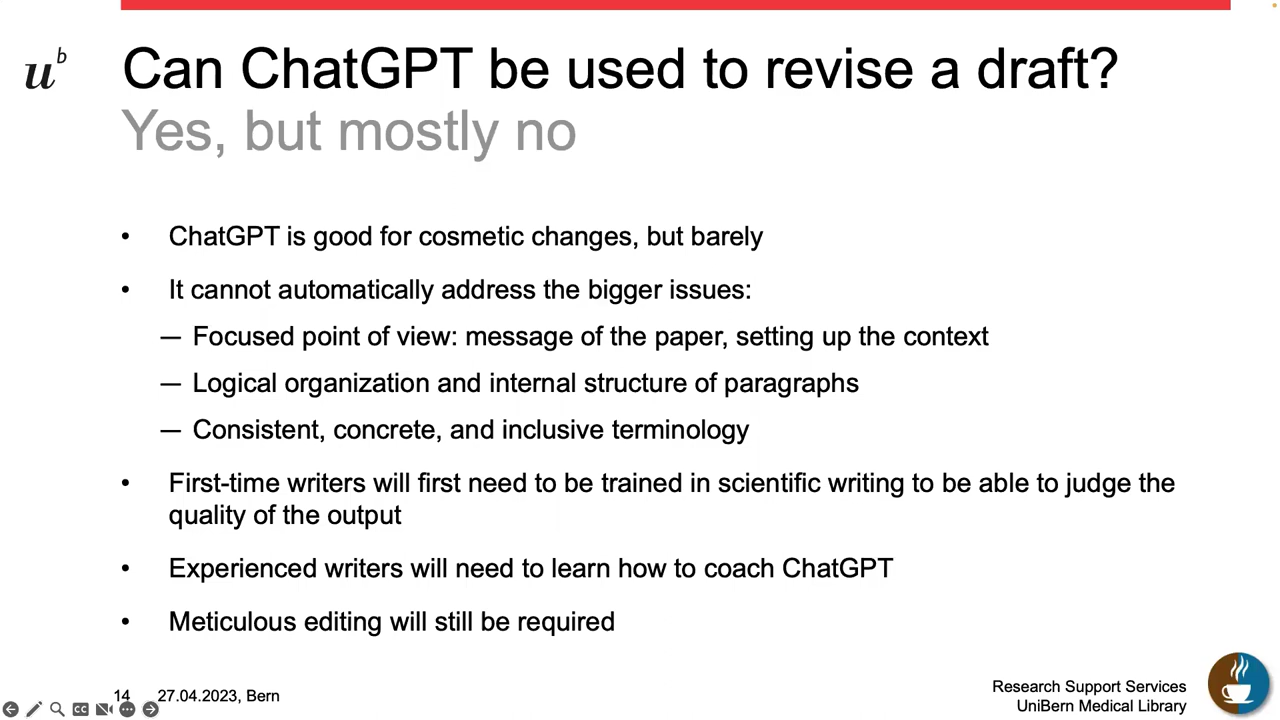 u b
Can ChatGPT be used to revise a draft?
Yes, but mostly no
• ChatGPT is good for cosmetic changes, but barely
• It cannot automatically address the bigger issues:
— Focused point of view: message of the paper, setting up the context
— Logical organization and internal structure of paragraphs
— Consistent, concrete, and inclusive terminology
• First-time writers will first need to be trained in scientific writing to be able to judge the
quality of the output
• Experienced writers will need to learn how to coach ChatGPT
• Meticulous editing will still be required
14 27.04.2023, Bern
Research Support Services
UniBern Medical Library
CC